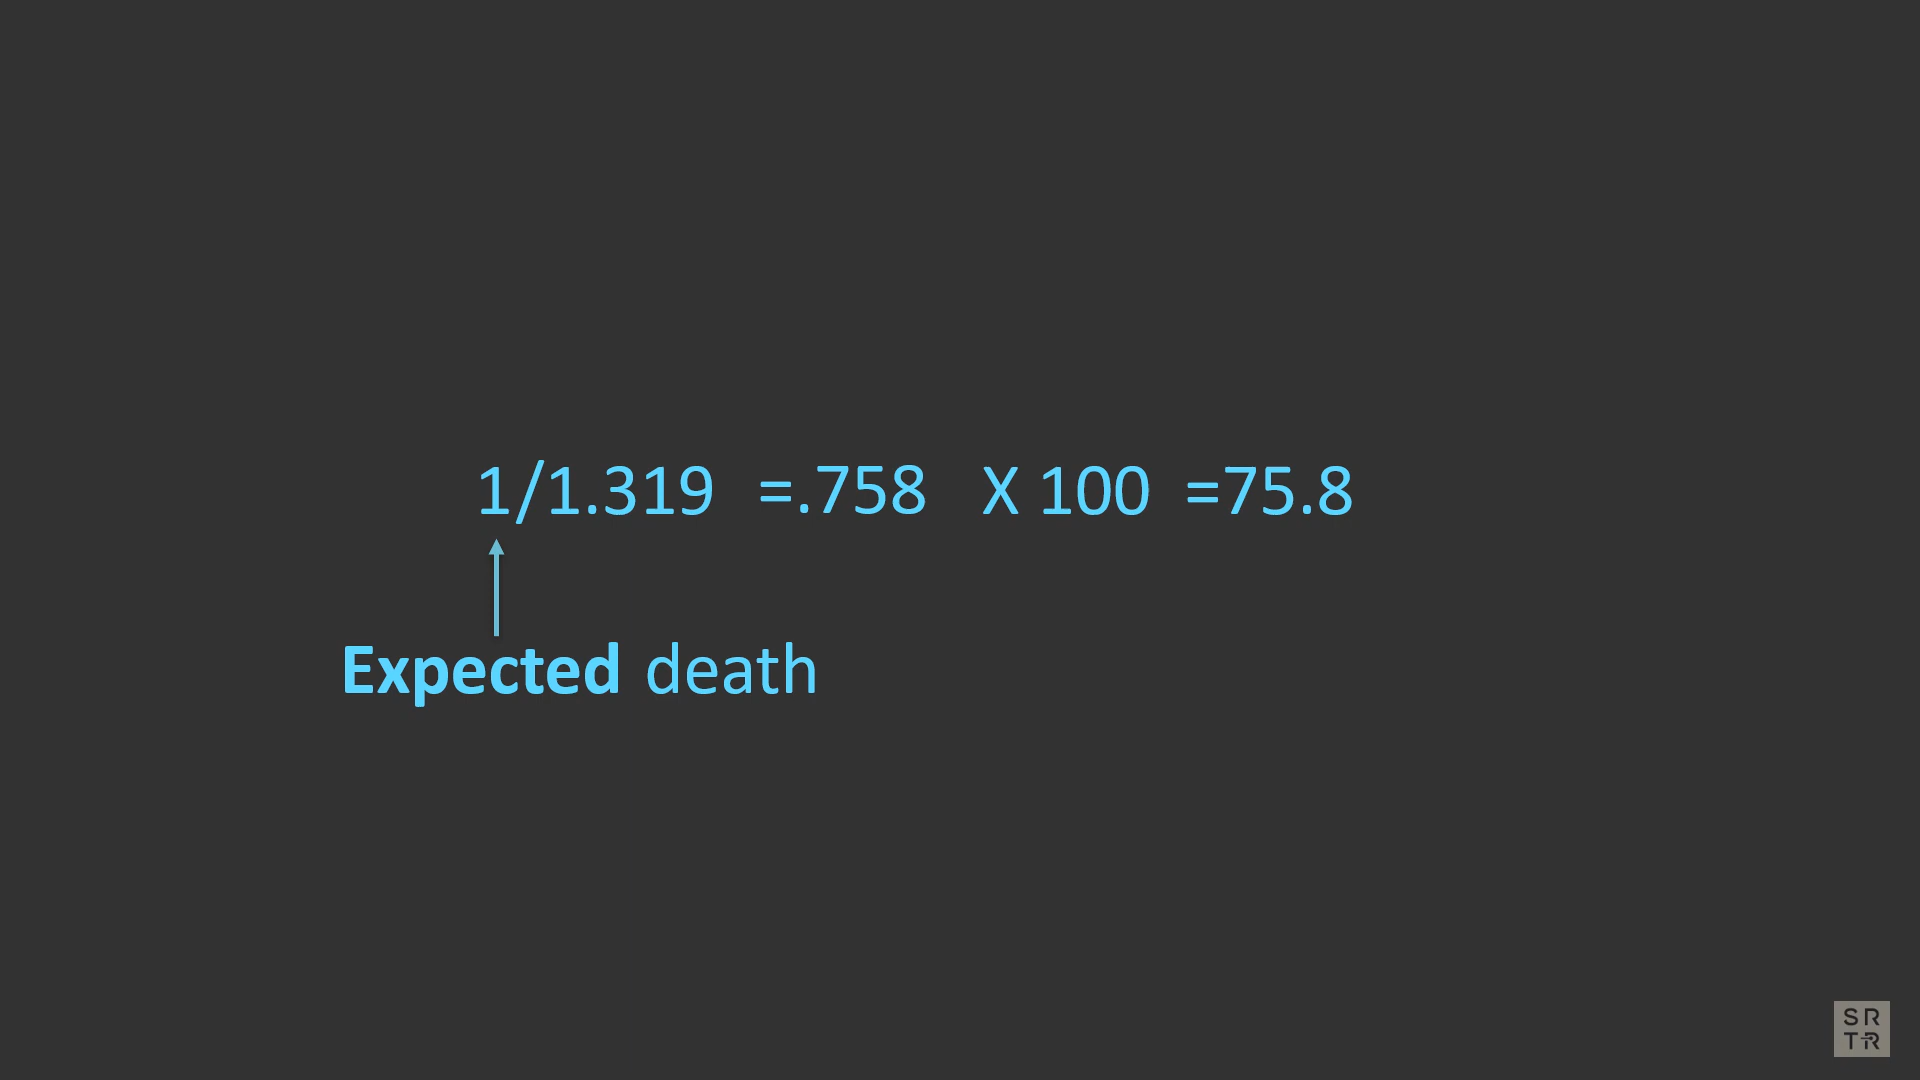 1/1.319 =.758 X 100 =75.8
Expected death
SR
TR